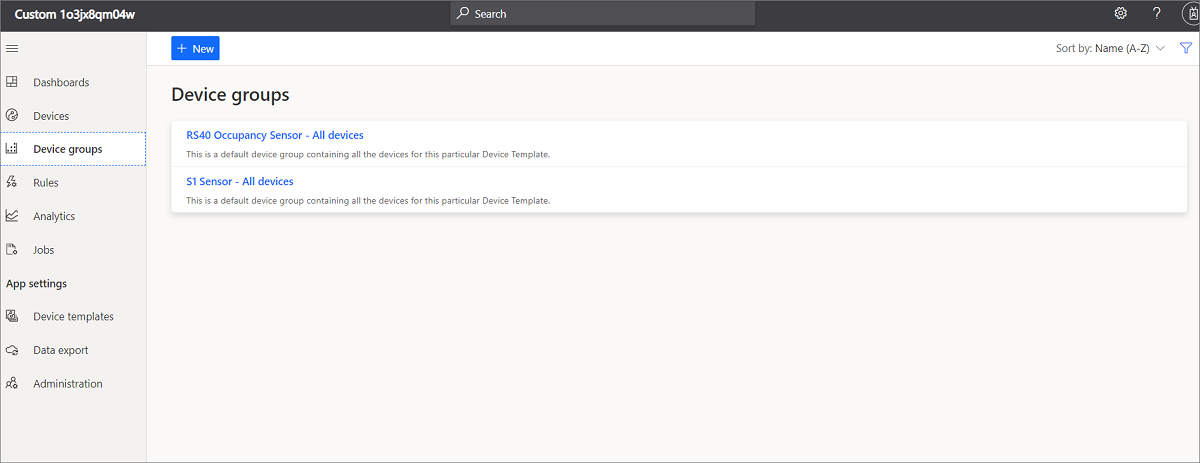 Custom 1o3jx8qm04w
Search
?
+ New
Sort by: Name (A-Z)
Dashboards
Devices
Device groups
Rules
Analytics
Jobs
App settings
Device templates
Data export
Administration
Device groups
RS40 Occupancy Sensor - All devices
This is a default device group containing all the devices for this particular Device Template.
S1 Sensor - All devices
This is a default device group containing all the devices for this particular Device Template.